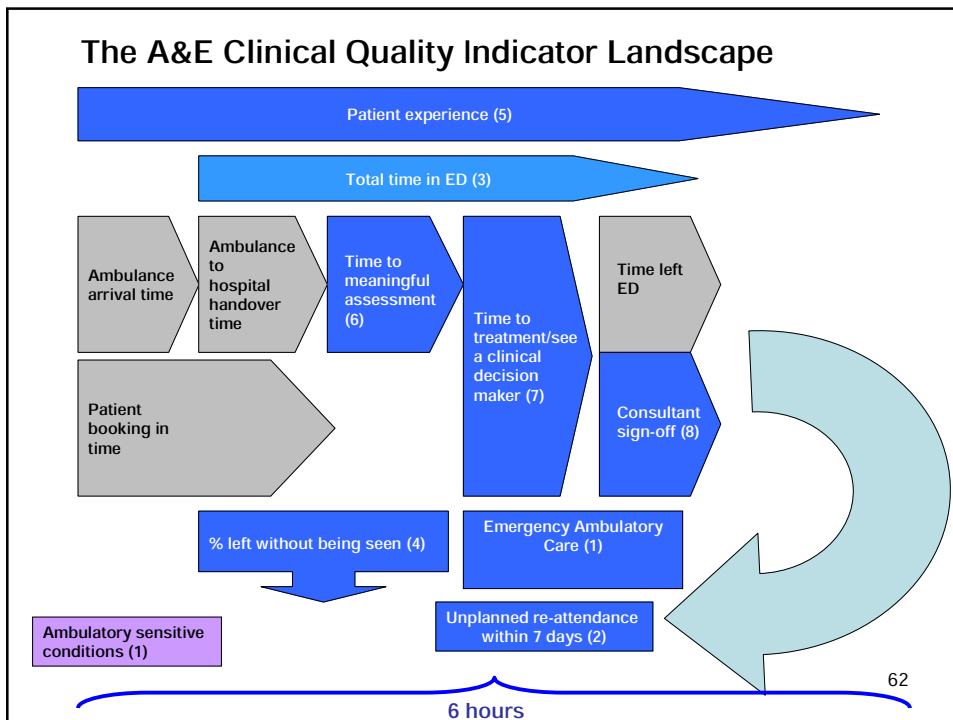 The A&E Clinical Quality Indicator Landscape
Patient experience (5)
Total time in ED (3)
Ambulance
arrival time
Ambulance
to
hospital
handover
time
Time to
meaningful
assessment
(6)
Time to
treatment/see
a clinical
decision
maker (7)
Time left
ED
Patient
booking in
time
Consultant
sign-off (8)
% left without being seen (4)
Emergency Ambulatory
Care (1)
Unplanned re-attendance
within 7 days (2)
Ambulatory sensitive
conditions (1)
62
6 hours